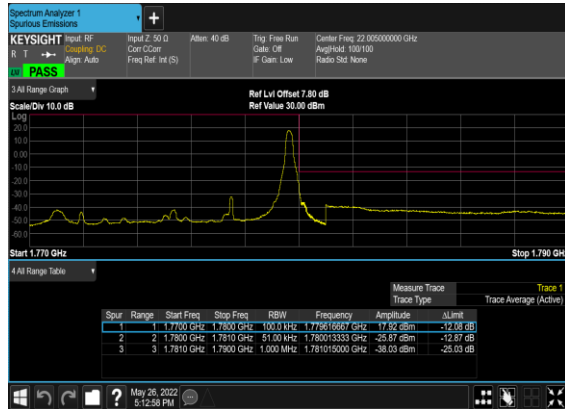 Spectrum Analyzer 1
Spurious Emissions
+
KEYSIGHT Input: RF Input Z: 50 Ω Atten: 40 dB Trig: Free Run Center Freq: 22.005000000 GHz
R T Coupling: DC Corr CCorr Gate: Off Avg|Hold: 100/100
Align: Auto Freq Ref: Int (S) IF Gain: Low Radio Std: None
LW PASS
3 All Range Graph
Ref Lvl Offset 7.80 dB
Scale/Div 10.0 dB Ref Value 30.00 dBm
Log
20.0
10.0
0.00
-10.0
-20.0
-30.0
-40.0
-50.0
-60.0
Start 1.770 GHz Stop 1.790 GH
4 All Range Table
Measure Trace Trace 1
Trace Type Trace Average (Active)
Spur Range Start Freq Stop Freq RBW Frequency Amplitude ΔLimit
1 1 1.7700 GHz 1.7800 GHz 100.0 kHz 1.779616667 GHz 17.92 dBm -12.08 dB
2 2 1.7800 GHz 1.7810 GHz 51.00 kHz 1.780013333 GHz -25.87 dBm -12.87 dB
3 3 1.7810 GHz 1.7900 GHz 1.000 MHz 1.781015000 GHz -38.03 dBm -25.03 dB
? May 26, 2022
5:12:58 PM